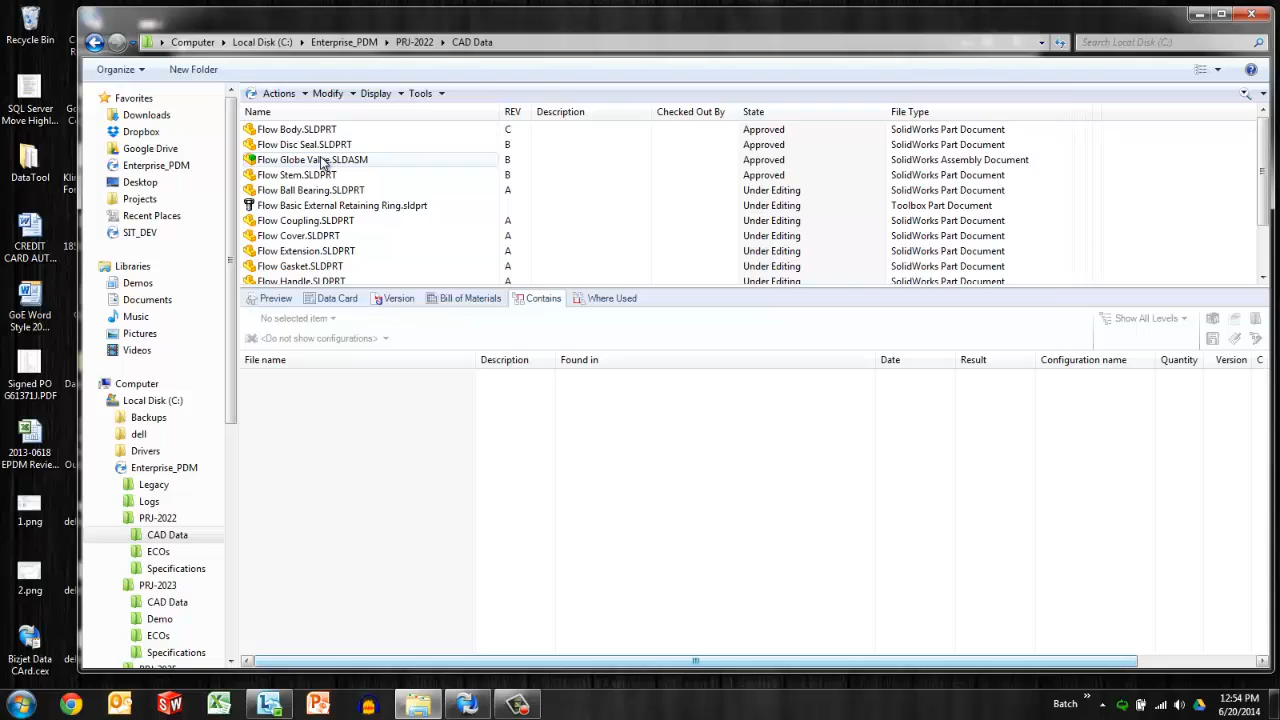 Recycle Bin
SQL Server
Move Highl...
DataTool
CREDIT
CARD AUT...
GoE Word
Style 20...
Signed PO
G61371J.PDF
2013-0618
EPDM Revie...
1.png
2.png
Bizjet Data
CArd.cex
Computer
Local Disk (C:)
Enterprise_PDM
PRJ-2022
CAD Data
Search Local Disk (C:)
Organize
New Folder
Favorites
Downloads
Dropbox
Google Drive
Enterprise_PDM
Desktop
Projects
Recent Places
SIT_DEV
Libraries
Demos
Documents
Music
Pictures
Videos
Computer
Local Disk (C:)
Backups
dell
Drivers
Enterprise_PDM
Legacy
Logs
PRJ-2022
CAD Data
ECOs
Specifications
PRJ-2023
CAD Data
Demo
ECOs
Specifications
Actions Modify Display Tools
Name REV Description Checked Out By State File Type
Flow Body.SLDPRT C Approved SolidWorks Part Document
Flow Disc Seal.SLDPRT B Approved SolidWorks Part Document
Flow Globe Valve.SLDASM B Approved SolidWorks Assembly Document
Flow Stem.SLDPRT B Approved SolidWorks Part Document
Flow Ball Bearing.SLDPRT A Under Editing SolidWorks Part Document
Flow Basic External Retaining Ring.sldprt Under Editing Toolbox Part Document
Flow Coupling.SLDPRT A Under Editing SolidWorks Part Document
Flow Cover.SLDPRT A Under Editing SolidWorks Part Document
Flow Extension.SLDPRT A Under Editing SolidWorks Part Document
Flow Gasket.SLDPRT A Under Editing SolidWorks Part Document
Flow Handle.SLDPRT A Under Editing SolidWorks Part Document
Preview Data Card Version Bill of Materials Contains Where Used
No selected item Show All Levels
<Do not show configurations>
File name Description Found in Date Result Configuration name Quantity Version C
Batch
12:54 PM
6/20/2014